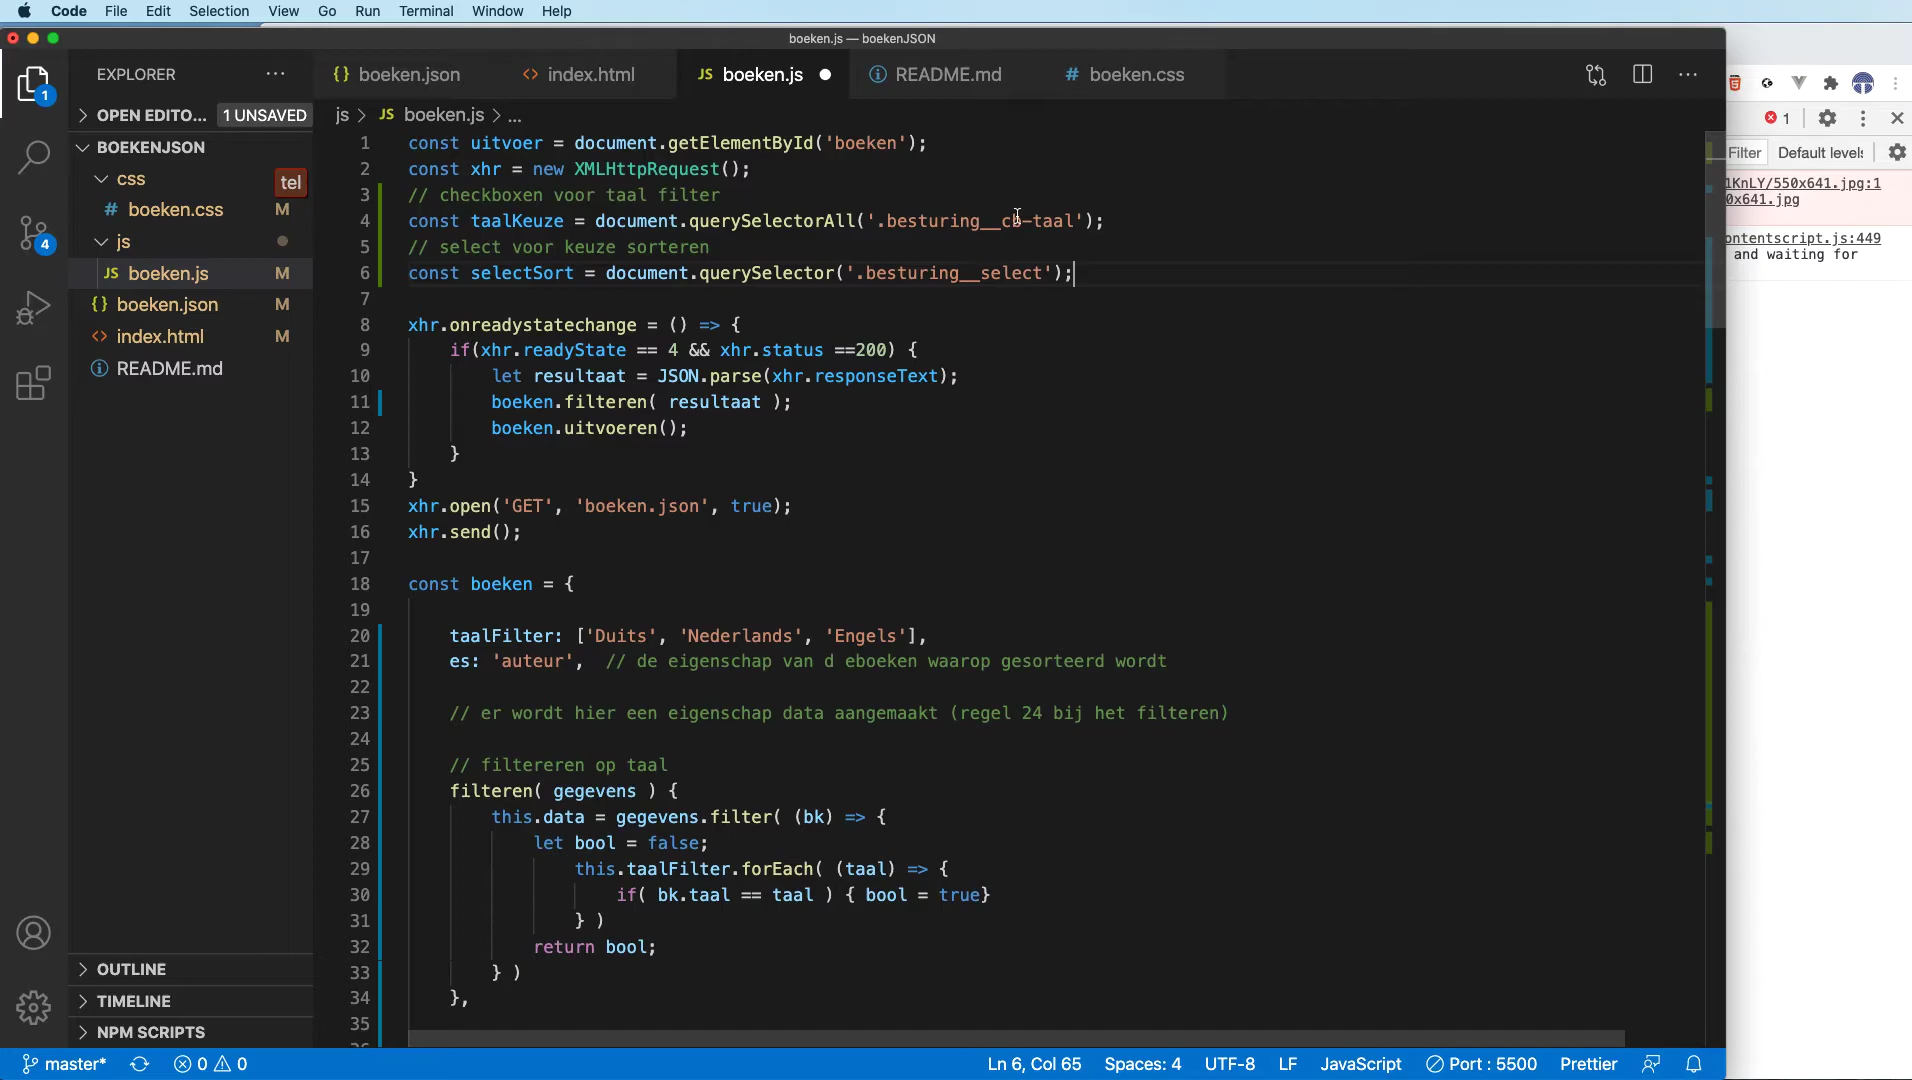 Code File Edit Selection View Go Run Terminal Window Help
boeken.js — boekenJSON
EXPLORER
boeken.json index.html JS boeken.js README.md # boeken.css
OPEN EDITO... 1 UNSAVED
js > JS boeken.js > ...
BOEKENJSON
css
tel
# boeken.css M
js
JS boeken.js M
{} boeken.json M
<> index.html M
README.md
1
4
1 const uitvoer = document.getElementById('boeken');
2 const xhr = new XMLHttpRequest();
3 // checkboxen voor taal filter
4 const taalKeuze = document.querySelectorAll('.besturing__cb-taal');
5 // select voor keuze sorteren
6 const selectSort = document.querySelector('.besturing__select');
7
8 xhr.onreadystatechange = () => {
9 if(xhr.readyState == 4 && xhr.status ==200) {
10 let resultaat = JSON.parse(xhr.responseText);
11 boeken.filteren( resultaat );
12 boeken.uitvoeren();
13 }
14 }
15 xhr.open('GET', 'boeken.json', true);
16 xhr.send();
17
18 const boeken = {
19
20 taalFilter: ['Duits', 'Nederlands', 'Engels'],
21 es: 'auteur', // de eigenschap van d eboeken waarop gesorteerd wordt
22
23 // er wordt hier een eigenschap data aangemaakt (regel 24 bij het filteren)
24
25 // filtereren op taal
26 filteren( gegevens ) {
27 this.data = gegevens.filter( (bk) => {
28 let bool = false;
29 this.taalFilter.forEach( (taal) => {
30 if( bk.taal == taal ) { bool = true}
31 } )
32 return bool;
33 } )
34 },
35
1
Filter Default levels
1KnLY/550x641.jpg:1
0x641.jpg
ontentscript.js:449
and waiting for
OUTLINE
TIMELINE
NPM SCRIPTS
master* 0 0 Ln 6, Col 65 Spaces: 4 UTF-8 LF JavaScript Port : 5500 Prettier